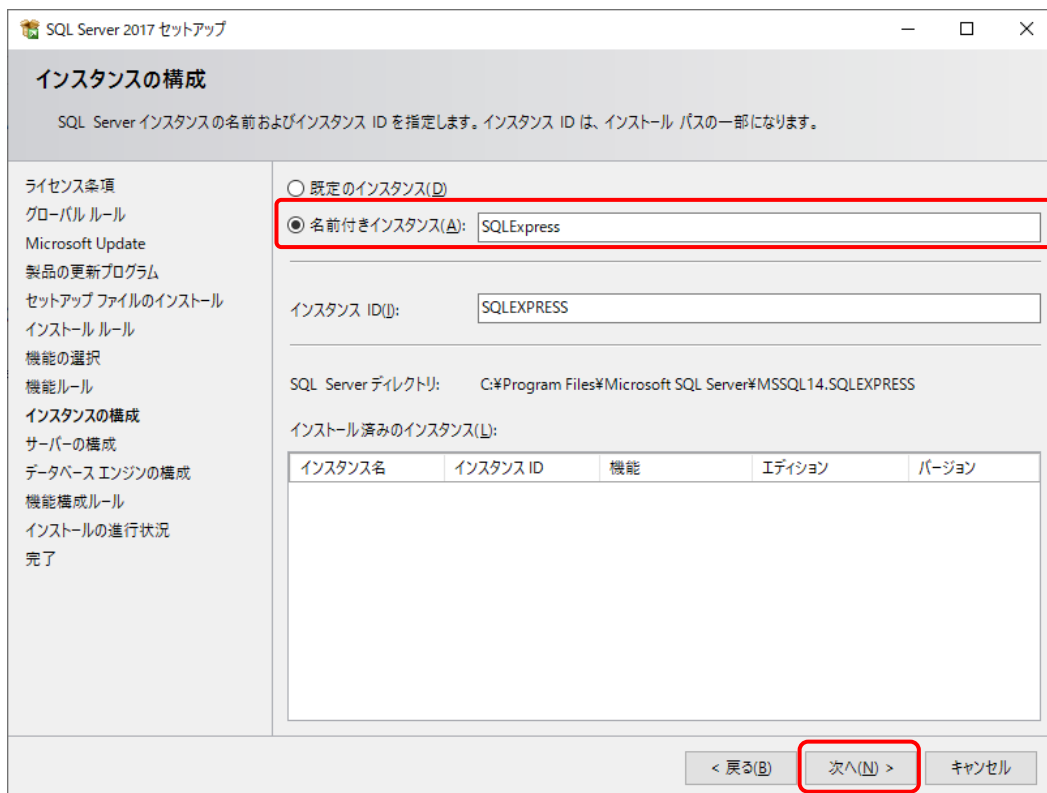 SQL Server 2017 セットアップ
インスタンスの構成
SQL Server インスタンスの名前およびインスタンス ID を指定します。インスタンス ID は、インストール パスの一部になります。
ライセンス条項
グローバル ルール
Microsoft Update
製品の更新プログラム
セットアップ ファイルのインストール
インストール ルール
機能の選択
機能ルール
インスタンスの構成
サーバーの構成
データベース エンジンの構成
機能構成ルール
インストールの進行状況
完了
既定のインスタンス(D)
名前付きインスタンス(A): SQLExpress
インスタンス ID(I): SQLEXPRESS
SQL Server ディレクトリ: C:¥Program Files¥Microsoft SQL Server¥MSSQL14.SQLEXPRESS
インストール済みのインスタンス(L):
インスタンス名 インスタンス ID 機能 エディション バージョン
< 戻る(B) 次へ(N) > キャンセル